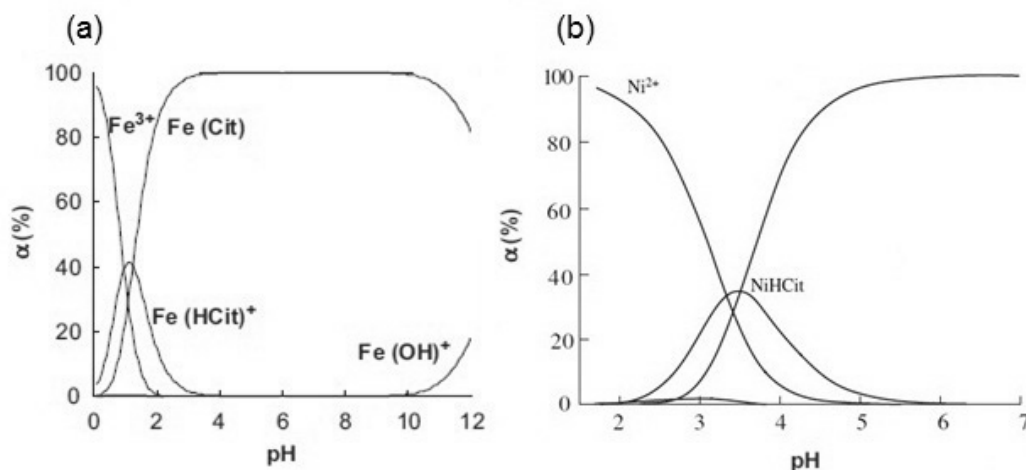 (a)
100
80
60
40
20
0
α (%)
Fe³⁺
Fe (Cit)
Fe (HCit)⁺
Fe (OH)⁺
0 2 4 6 8 10 12
pH
(b)
100
80
60
40
20
0
α (%)
Ni²⁺
NiHCit
2 3 4 5 6 7
pH